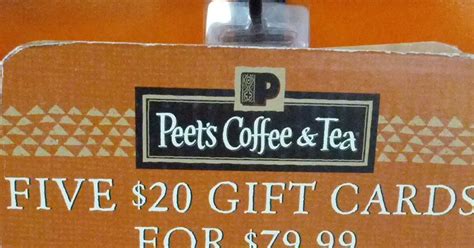 P
Peet's Coffee & Tea
FIVE $20 GIFT CARDS
FOR $79.99